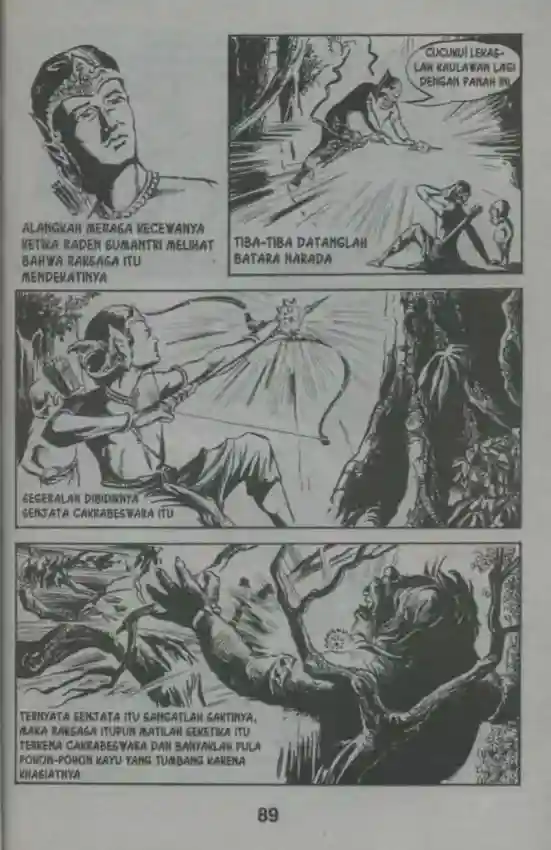 ALANGKAH MERASA KECEWANYA
KETIKA RADEN SUMANTRI MELIHAT
BAHWA RAKSASA ITU
MENDEKATINYA
CUCUKU! LEKAS-
LAH KAULAWAN LAGI
DENGAN PANAH INI
TIBA-TIBA DATANGLAH
BATARA NARADA
SEGERALAH DIBIDIKNYA
SENJATA CAKRABESWARA ITU
TERNYATA SENJATA ITU SANGATLAH SAKTINYA,
MAKA RAKSASA ITUPUN MATILAH SEKETIKA ITU
TERKENA CAKRABESWARA DAN BANYAKLAH PULA
POHON-POHON KAYU YANG TUMBANG KARENA
KHASIATNYA
89